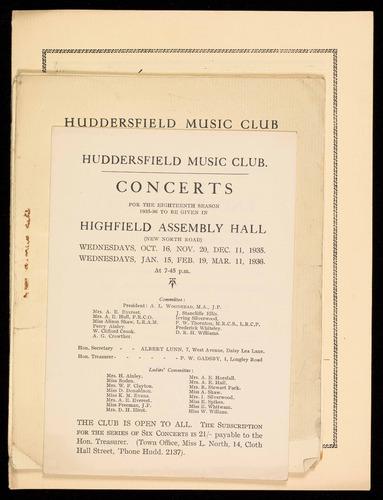 HUDDERSFIELD MUSIC CLUB
HUDDERSFIELD MUSIC CLUB.
CONCERTS
FOR THE EIGHTEENTH SEASON
1935-36 TO BE GIVEN IN
HIGHFIELD ASSEMBLY HALL
(NEW NORTH ROAD)
WEDNESDAYS, OCT. 16, NOV. 20, DEC. 11, 1935.
WEDNESDAYS, JAN. 15, FEB. 19, MAR. 11, 1936.
At 7-45 p.m.
Committee:
President: A. L. WOODHEAD, M.A., J.P.
Mrs. A. E. Everest.
Mrs. A. E. Hull, F.R.C.O.
Miss Alison Shaw, L.R.A.M.
Percy Ainley.
W. Clifford Crook.
A. G. Crowther.
J. Stancliffe Ellis.
Irving Silverwood.
P. W. Thornton, M.R.C.S., L.R.C.P.
Frederick Whiteley.
D. R. H. Williams.
Hon. Secretary - - ALBERT LUNN, 7, West Avenue, Daisy Lea Lane.
Hon. Treasurer - - - - P. W. GADSBY, 1, Longley Road
Ladies' Committee:
Mrs. H. Ainley.
Miss Boden.
Mrs. W. F. Clayton.
Miss D. Donaldson.
Miss K. M. Evans.
Mrs. A. E. Everest.
Miss Freeman, J.P.
Mrs. D. H. Hirst.
Mrs. A. E. Horsfall.
Mrs. A. E. Hull.
Mrs. R. Stewart Park.
Miss A. Shaw.
Mrs. I. Silverwood.
Miss E. Spikes.
Miss E. Whitwam.
Miss W. Willans.
THE CLUB IS OPEN TO ALL. THE SUBSCRIPTION
FOR THE SERIES OF SIX CONCERTS IS 21/- payable to the
Hon. Treasurer. (Town Office, Miss L. North, 14, Cloth
Hall Street, 'Phone Hudd. 2137).